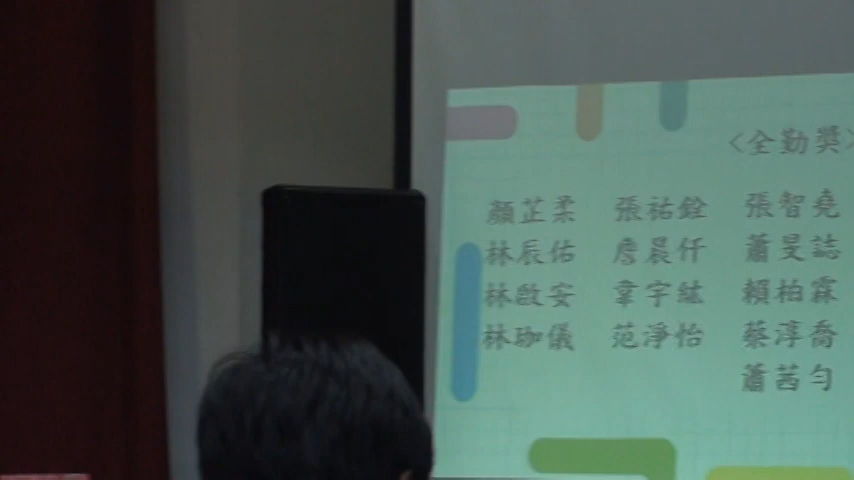 <全勤獎>
顏芷柔 張祐銓 張智堯
林辰佑 詹晨仟 蕭旻誌
林啟安 韋宇紘 賴柏霖
林珈儀 范淨怡 蔡淳喬
蕭茜勻